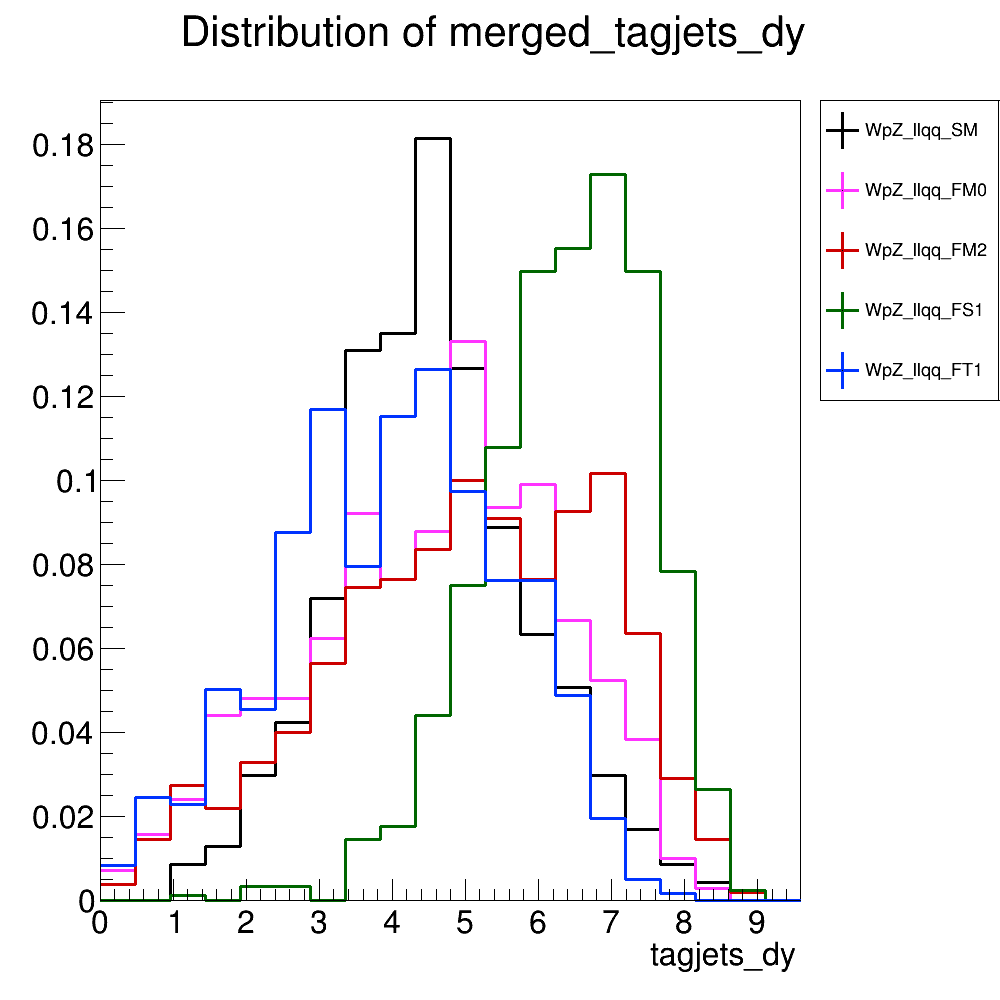 Distribution of merged_tagjets_dy
WpZ_llqq_SM
WpZ_llqq_FM0
WpZ_llqq_FM2
WpZ_llqq_FS1
WpZ_llqq_FT1
0.18
0.16
0.14
0.12
0.1
0.08
0.06
0.04
0.02
0
0 1 2 3 4 5 6 7 8 9
tagjets_dy